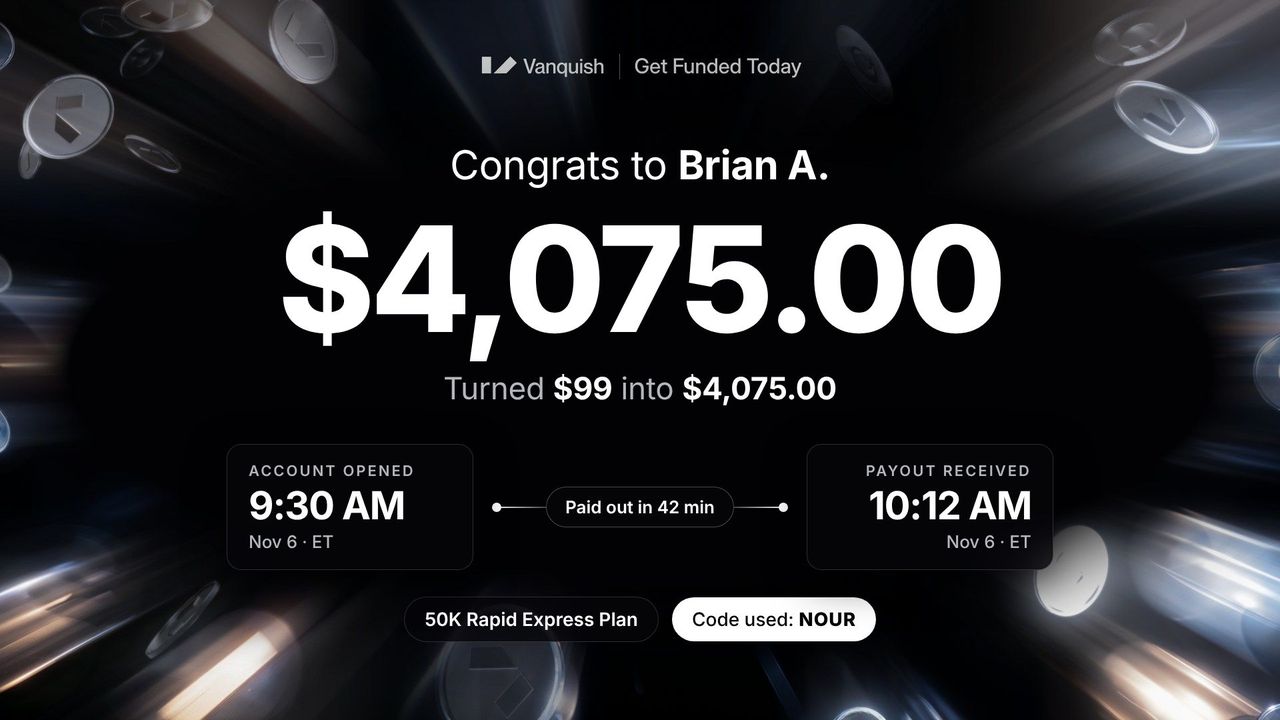 Vanquish | Get Funded Today
Congrats to Brian A.
$4,075.00
Turned $99 into $4,075.00
ACCOUNT OPENED
9:30 AM
Nov 6 · ET
Paid out in 42 min
PAYOUT RECEIVED
10:12 AM
Nov 6 · ET
50K Rapid Express Plan
Code used: NOUR